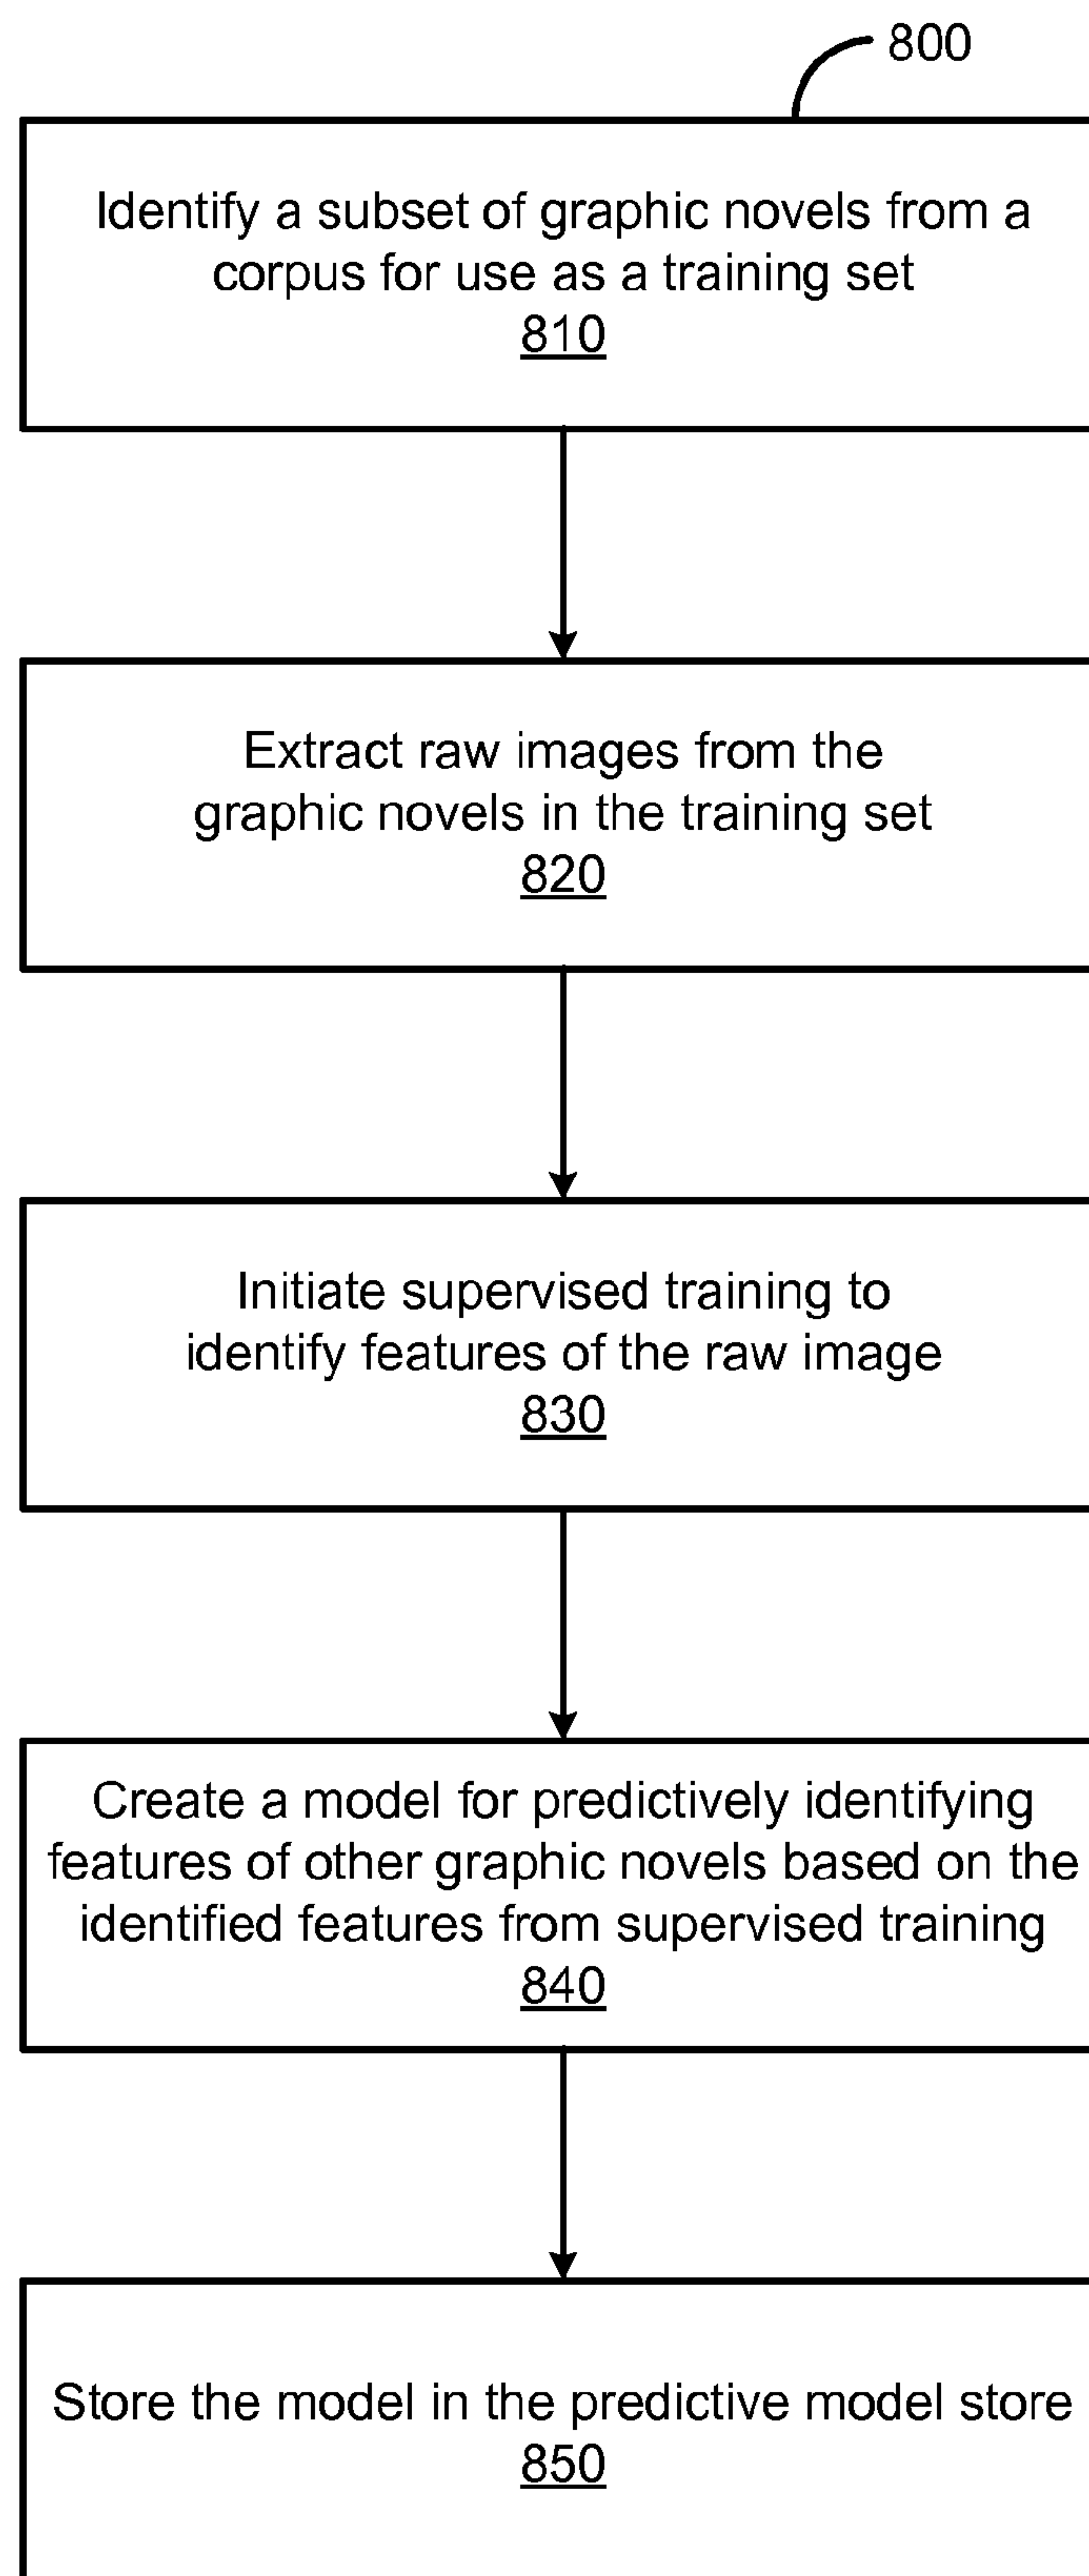 800
Identify a subset of graphic novels from a
corpus for use as a training set
810
Extract raw images from the
graphic novels in the training set
820
Initiate supervised training to
identify features of the raw image
830
Create a model for predictively identifying
features of other graphic novels based on the
identified features from supervised training
840
Store the model in the predictive model store
850